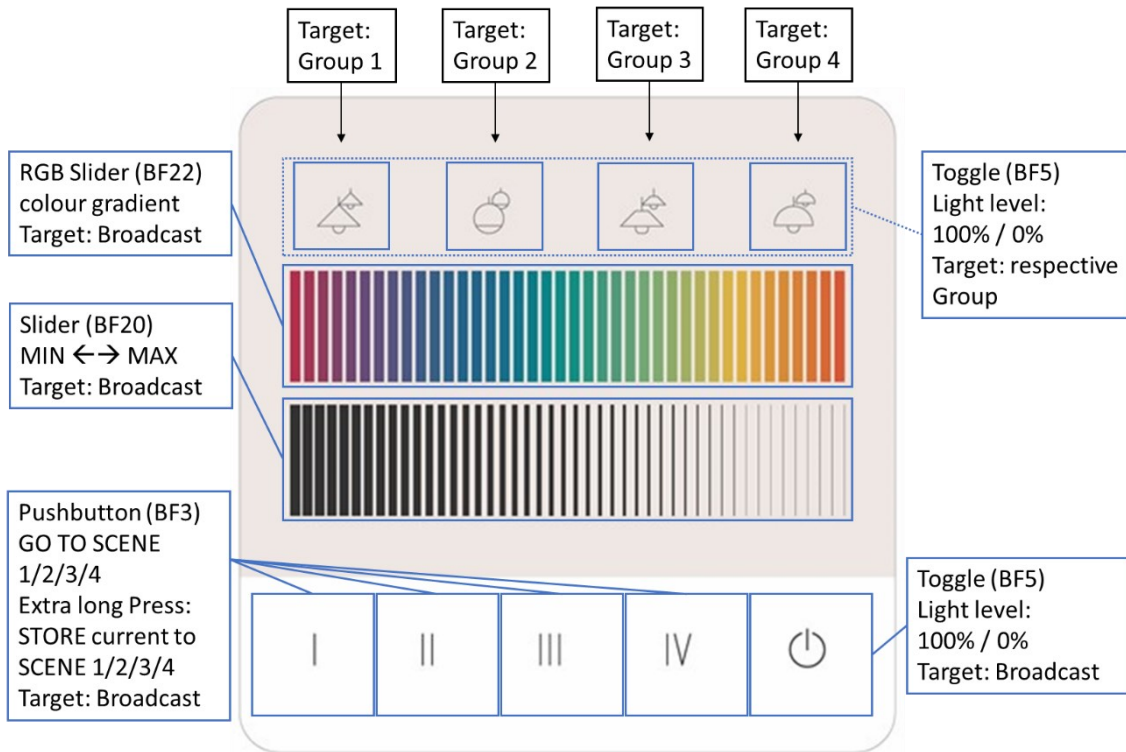 Target:
Group 1
Target:
Group 2
Target:
Group 3
Target:
Group 4
RGB Slider (BF22)
colour gradient
Target: Broadcast
Toggle (BF5)
Light level:
100% / 0%
Target: respective
Group
Slider (BF20)
MIN ←→ MAX
Target: Broadcast
Pushbutton (BF3)
GO TO SCENE
1/2/3/4
Extra long Press:
STORE current to
SCENE 1/2/3/4
Target: Broadcast
I
II
III
IV
Toggle (BF5)
Light level:
100% / 0%
Target: Broadcast